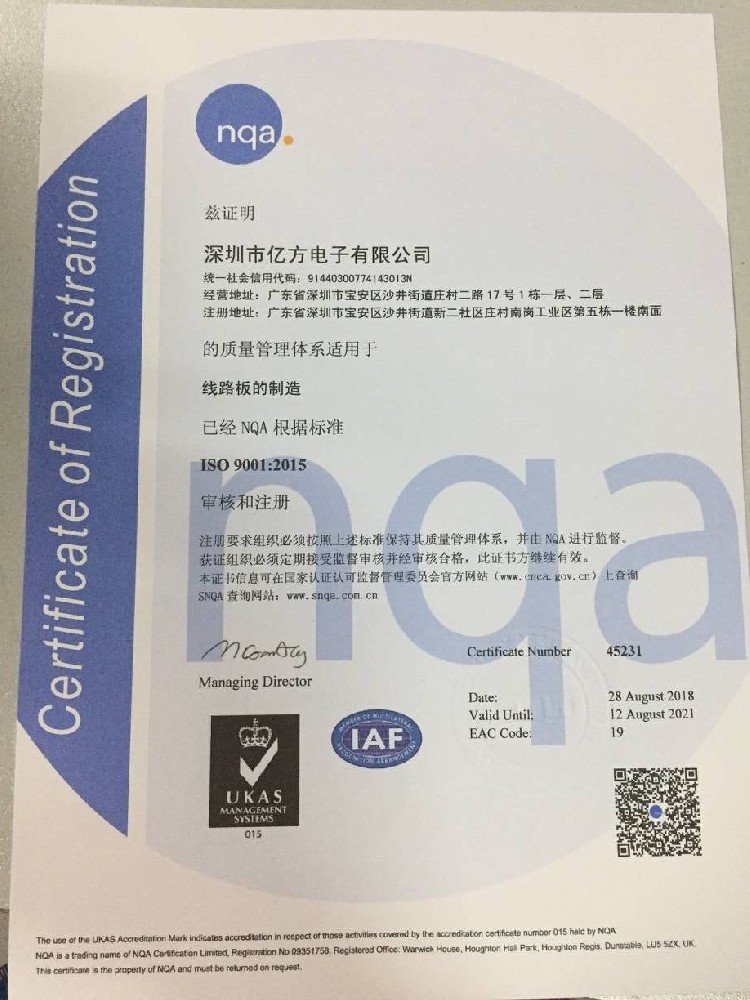 Certificate of Registration
nqa.
兹证明
深圳市亿方电子有限公司
统一社会信用代码：91440300774143013N
经营地址：广东省深圳市宝安区沙井街道庄村二路 17 号 1 栋一层、二层
注册地址：广东省深圳市宝安区沙井街道新二社区庄村南岗工业区第五栋一楼南面
的质量管理体系适用于
线路板的制造
已经 NQA 根据标准
ISO 9001:2015
审核和注册
注册要求组织必须按照上述标准保持其质量管理体系，并由 NQA 进行监督。
获证组织必须定期接受监督审核并经审核合格，此证书方继续有效。
本证书信息可在国家认证认可监督管理委员会官方网站（www.cnca.gov.cn）上查询
SNQA 查询网站：www.snqa.com.cn
nqa
Managing Director
Certificate Number 45231
Date: 28 August 2018
Valid Until: 12 August 2021
EAC Code: 19
UKAS
MANAGEMENT
SYSTEMS
015
MEMBER OF MULTILATERAL
IAF
RECOGNITION ARRANGEMENT
The use of the UKAS Accreditation Mark indicates accreditation in respect of those activities covered by the accreditation certificate number 015 held by NQA
NQA is a trading name of NQA Certification Limited, Registration No 09351758. Registered Office: Warwick House, Houghton Hall Park, Houghton Regis, Dunstable, LU5 5ZX, UK.
This certificate is the property of NQA and must be returned on request.